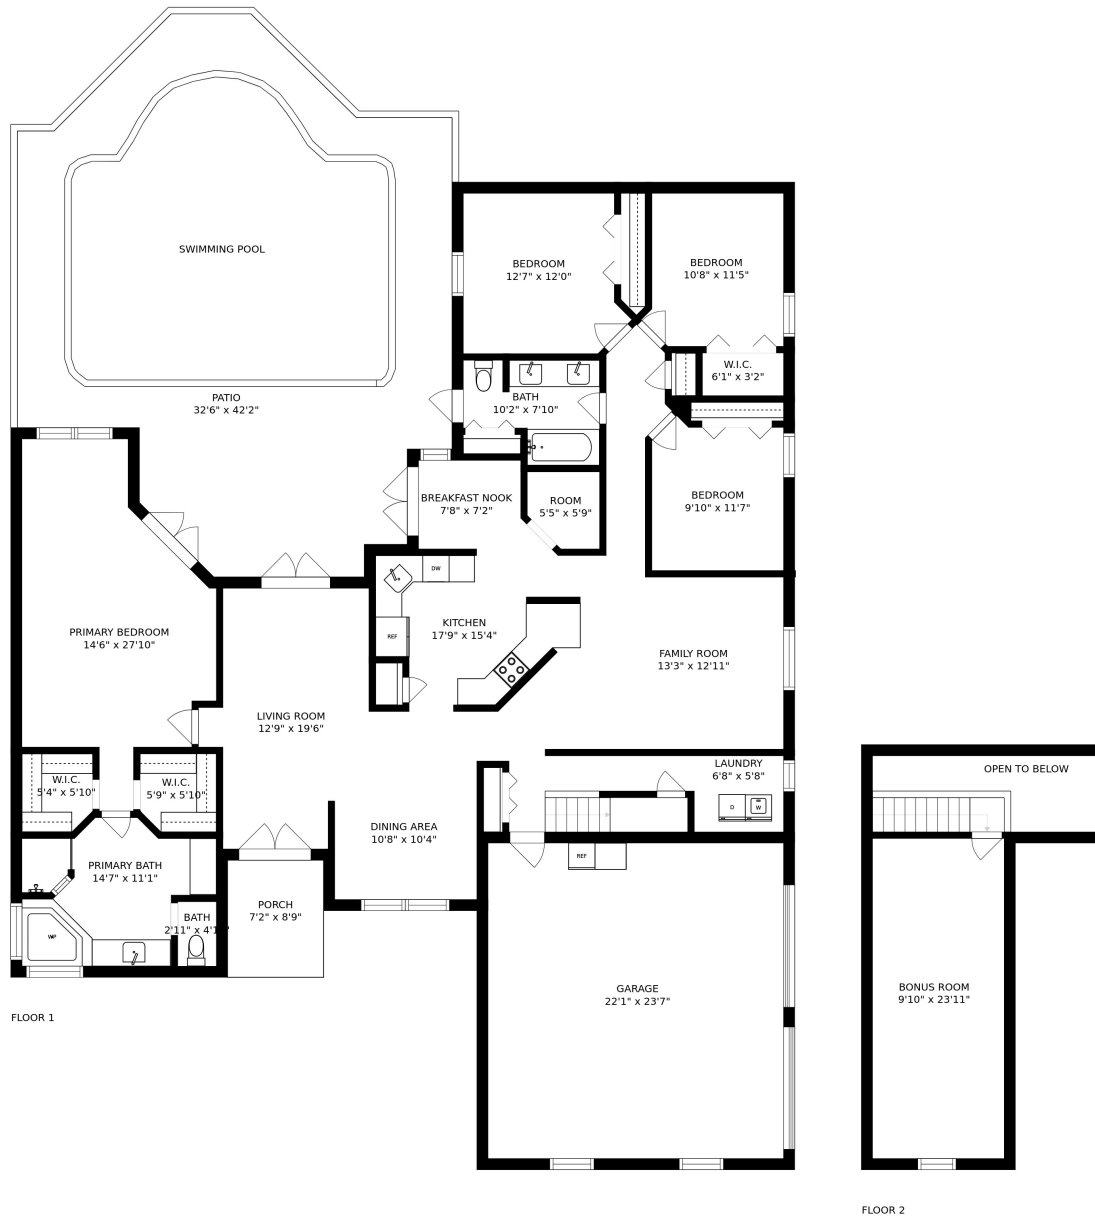 SWIMMING POOL
BEDROOM
12'7" x 12'0"
BEDROOM
10'8" x 11'5"
W.I.C.
6'1" x 3'2"
PATIO
32'6" x 42'2"
BATH
10'2" x 7'10"
BREAKFAST NOOK
7'8" x 7'2"
ROOM
5'5" x 5'9"
BEDROOM
9'10" x 11'7"
DW
REF
KITCHEN
17'9" x 15'4"
PRIMARY BEDROOM
14'6" x 27'10"
FAMILY ROOM
13'3" x 12'11"
LIVING ROOM
12'9" x 19'6"
W.I.C.
5'4" x 5'10"
W.I.C.
5'9" x 5'10"
LAUNDRY
6'8" x 5'8"
D
W
OPEN TO BELOW
DINING AREA
10'8" x 10'4"
REF
PRIMARY BATH
14'7" x 11'1"
BATH
2'11" x 4'1
PORCH
7'2" x 8'9"
GARAGE
22'1" x 23'7"
BONUS ROOM
9'10" x 23'11"
FLOOR 1
FLOOR 2